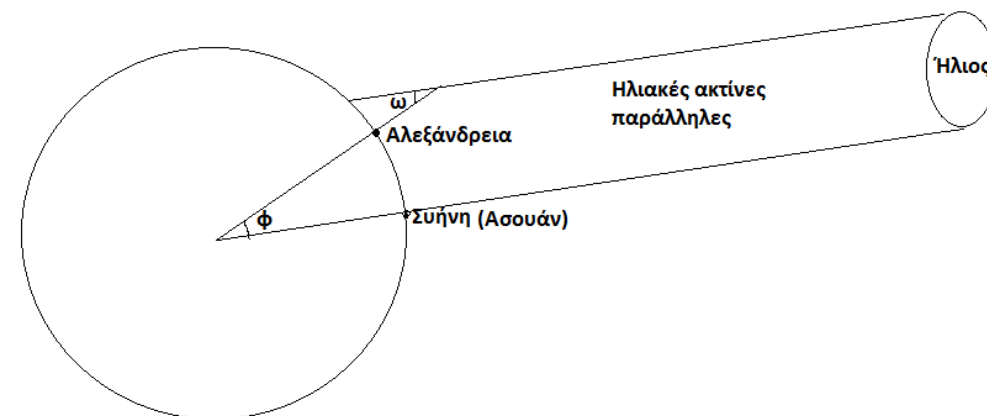 Ήλιος
Ηλιακές ακτίνες
παράλληλες
ω
Αλεξάνδρεια
Συήνη (Ασουάν)
φ